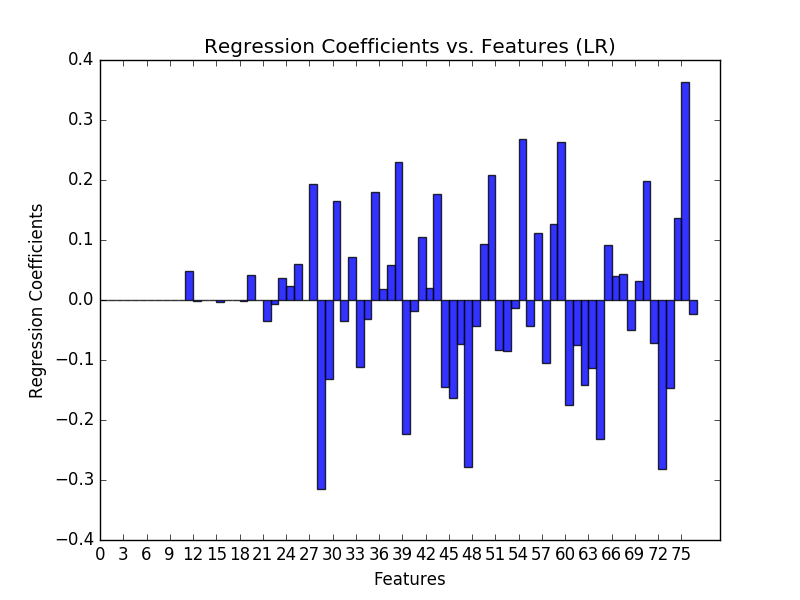 Regression Coefficients vs. Features (LR)
0.4
0.3
0.2
0.1
0.0
−0.1
−0.2
−0.3
−0.4
Regression Coefficients
0 3 6 9 12 15 18 21 24 27 30 33 36 39 42 45 48 51 54 57 60 63 66 69 72 75
Features